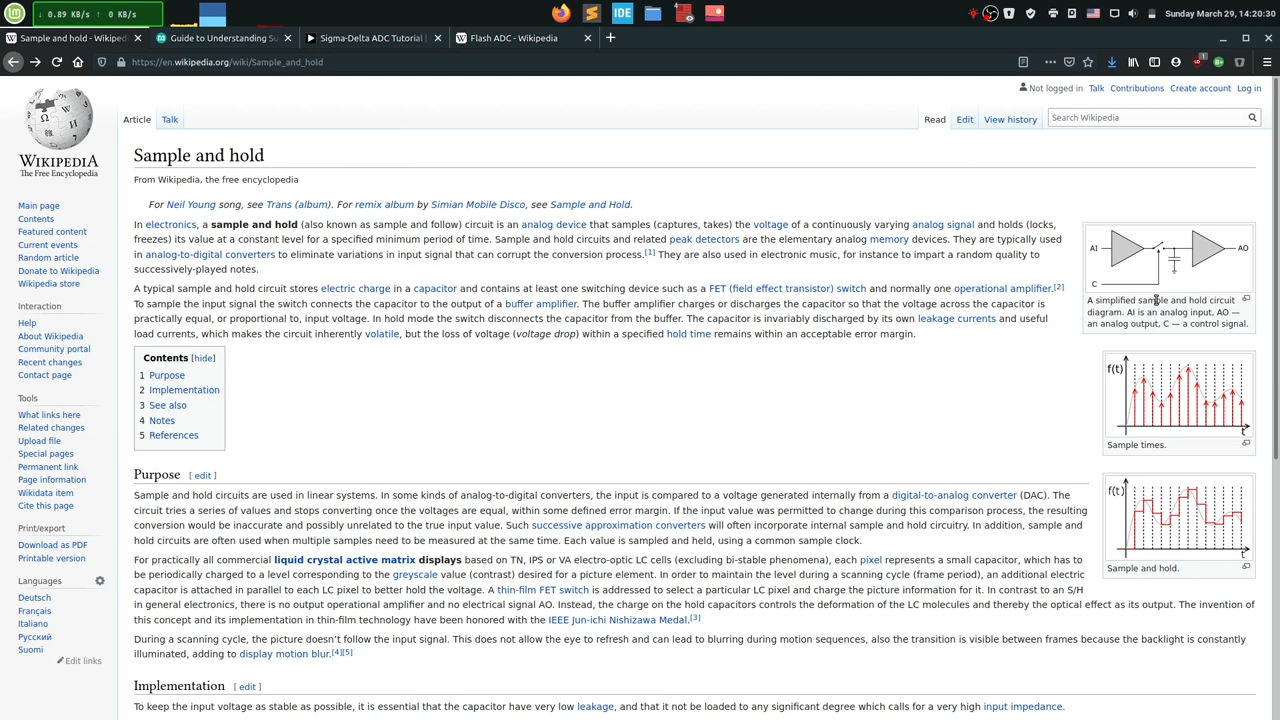 ↓ 0.89 KB/s ↑ 0 KB/s
IDE
Sunday March 29, 14:20:30
Sample and hold - Wikiped
Guide to Understanding Su
Sigma-Delta ADC Tutorial |
Flash ADC - Wikipedia
https://en.wikipedia.org/wiki/Sample_and_hold
Not logged in Talk Contributions Create account Log in
Article Talk
Read Edit View history
Search Wikipedia
WIKIPEDIA
The Free Encyclopedia
Main page
Contents
Featured content
Current events
Random article
Donate to Wikipedia
Wikipedia store
Interaction
Help
About Wikipedia
Community portal
Recent changes
Contact page
Tools
What links here
Related changes
Upload file
Special pages
Permanent link
Page information
Wikidata item
Cite this page
Print/export
Download as PDF
Printable version
Languages
Deutsch
Français
Italiano
Русский
Suomi
Edit links
Sample and hold
From Wikipedia, the free encyclopedia
For Neil Young song, see Trans (album). For remix album by Simian Mobile Disco, see Sample and Hold.
In electronics, a sample and hold (also known as sample and follow) circuit is an analog device that samples (captures, takes) the voltage of a continuously varying analog signal and holds (locks,
freezes) its value at a constant level for a specified minimum period of time. Sample and hold circuits and related peak detectors are the elementary analog memory devices. They are typically used
in analog-to-digital converters to eliminate variations in input signal that can corrupt the conversion process.[1] They are also used in electronic music, for instance to impart a random quality to
successively-played notes.
A typical sample and hold circuit stores electric charge in a capacitor and contains at least one switching device such as a FET (field effect transistor) switch and normally one operational amplifier.[2]
To sample the input signal the switch connects the capacitor to the output of a buffer amplifier. The buffer amplifier charges or discharges the capacitor so that the voltage across the capacitor is
practically equal, or proportional to, input voltage. In hold mode the switch disconnects the capacitor from the buffer. The capacitor is invariably discharged by its own leakage currents and useful
load currents, which makes the circuit inherently volatile, but the loss of voltage (voltage drop) within a specified hold time remains within an acceptable error margin.
AI
AO
C
A simplified sample and hold circuit
diagram. AI is an analog input, AO —
an analog output, C — a control signal.
f(t)
t
Sample times.
f(t)
t
Sample and hold.
Contents [hide]
1 Purpose
2 Implementation
3 See also
4 Notes
5 References
Purpose [ edit ]
Sample and hold circuits are used in linear systems. In some kinds of analog-to-digital converters, the input is compared to a voltage generated internally from a digital-to-analog converter (DAC). The
circuit tries a series of values and stops converting once the voltages are equal, within some defined error margin. If the input value was permitted to change during this comparison process, the resulting
conversion would be inaccurate and possibly unrelated to the true input value. Such successive approximation converters will often incorporate internal sample and hold circuitry. In addition, sample and
hold circuits are often used when multiple samples need to be measured at the same time. Each value is sampled and held, using a common sample clock.
For practically all commercial liquid crystal active matrix displays based on TN, IPS or VA electro-optic LC cells (excluding bi-stable phenomena), each pixel represents a small capacitor, which has to
be periodically charged to a level corresponding to the greyscale value (contrast) desired for a picture element. In order to maintain the level during a scanning cycle (frame period), an additional electric
capacitor is attached in parallel to each LC pixel to better hold the voltage. A thin-film FET switch is addressed to select a particular LC pixel and charge the picture information for it. In contrast to an S/H
in general electronics, there is no output operational amplifier and no electrical signal AO. Instead, the charge on the hold capacitors controls the deformation of the LC molecules and thereby the optical effect as its output. The invention of
this concept and its implementation in thin-film technology have been honored with the IEEE Jun-ichi Nishizawa Medal.[3]
During a scanning cycle, the picture doesn't follow the input signal. This does not allow the eye to refresh and can lead to blurring during motion sequences, also the transition is visible between frames because the backlight is constantly
illuminated, adding to display motion blur.[4][5]
Implementation [ edit ]
To keep the input voltage as stable as possible, it is essential that the capacitor have very low leakage, and that it not be loaded to any significant degree which calls for a very high input impedance.